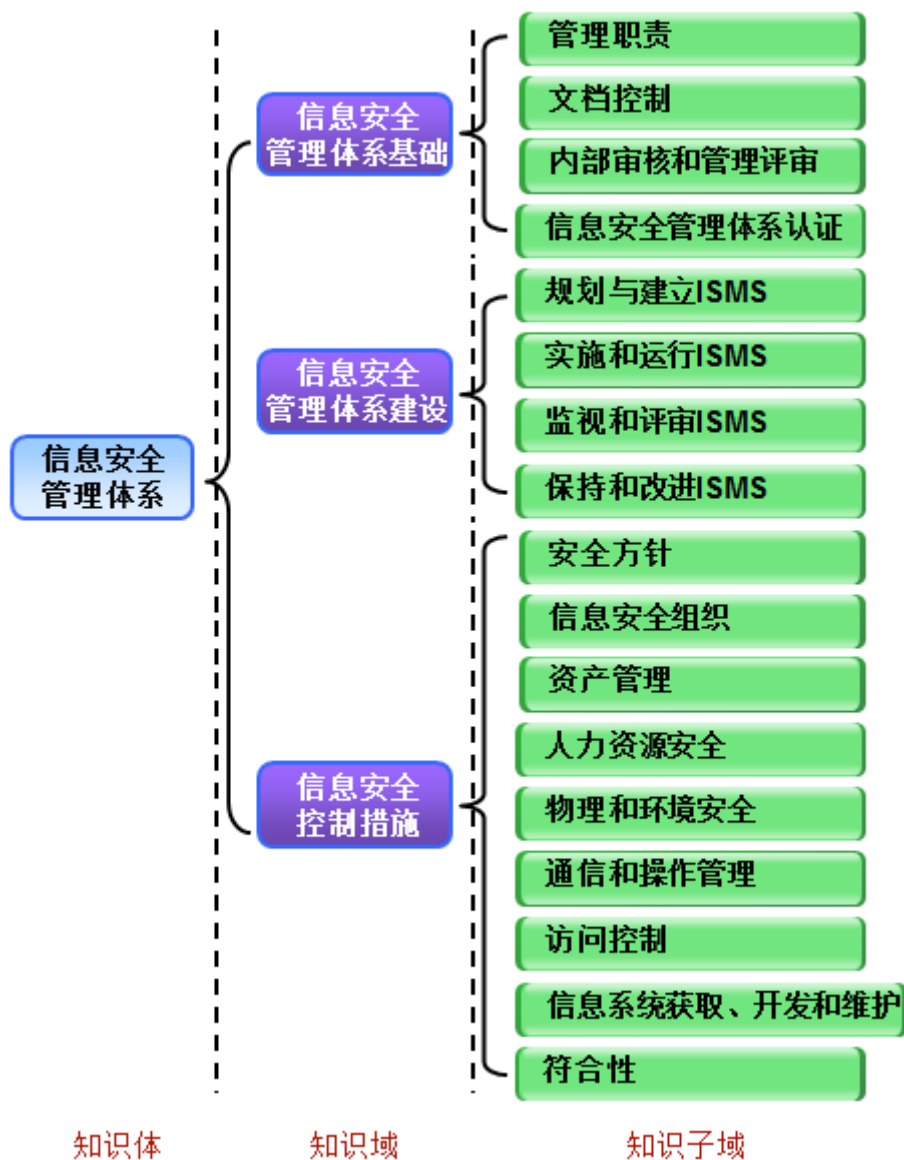 信息安全
管理体系
信息安全
管理体系基础
管理职责
文档控制
内部审核和管理评审
信息安全管理体系认证
信息安全
管理体系建设
规划与建立ISMS
实施和运行ISMS
监视和评审ISMS
保持和改进ISMS
信息安全
控制措施
安全方针
信息安全组织
资产管理
人力资源安全
物理和环境安全
通信和操作管理
访问控制
信息系统获取、开发和维护
符合性
知识体
知识域
知识子域